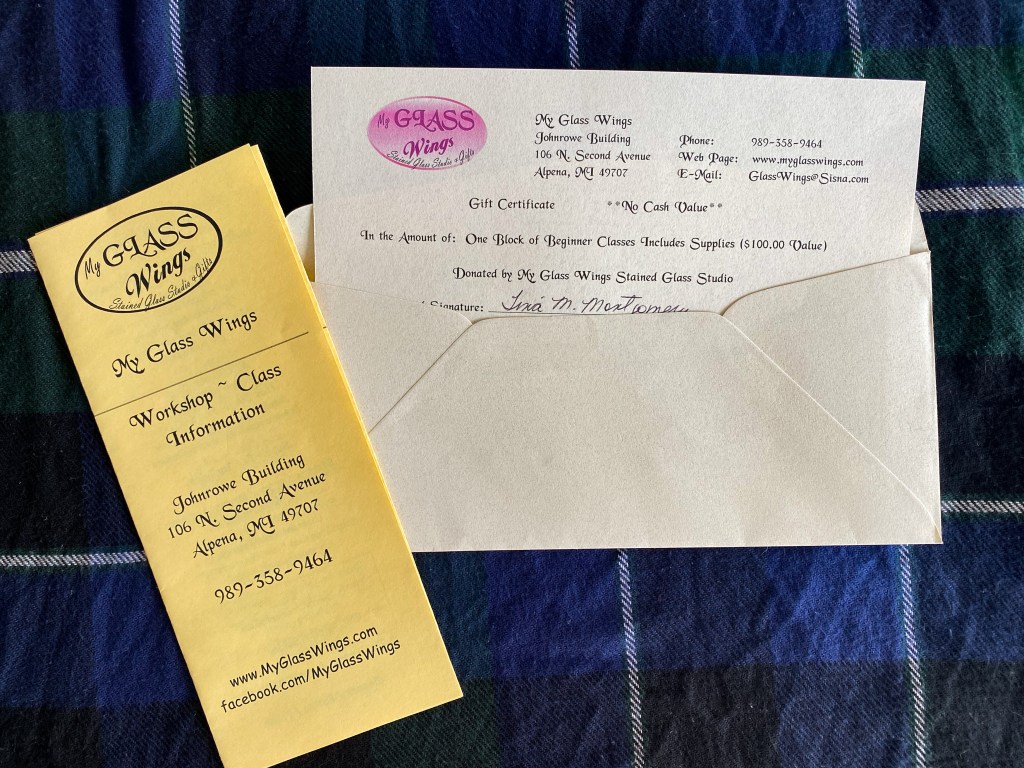 My GLASS
Wings
Stained Glass Studio & Gifts
My Glass Wings
Workshop ~ Class
Information
Johnrowe Building
106 N. Second Avenue
Alpena, MI 49707
989-358-9464
www.MyGlassWings.com
facebook.com/MyGlassWings
My GLASS
Wings
Stained Glass Studio & Gifts
My Glass Wings
Johnrowe Building
106 N. Second Avenue
Alpena, MI 49707
Phone: 989-358-9464
Web Page: www.myglasswings.com
E-Mail: GlassWings@Sisna.com
Gift Certificate **No Cash Value**
In the Amount of: One Block of Beginner Classes Includes Supplies ($100.00 Value)
Donated by My Glass Wings Stained Glass Studio
Signature: Tina M. Montgomery